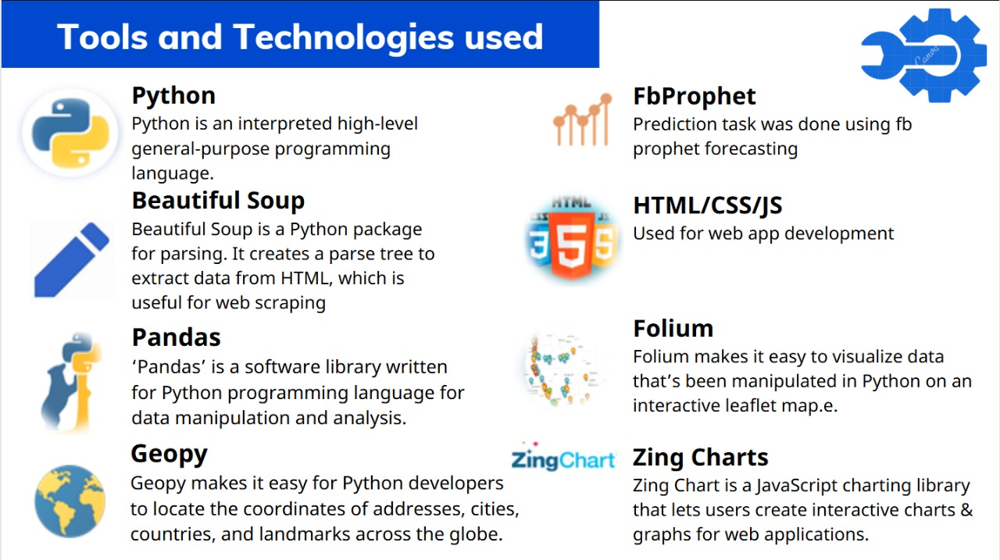 Tools and Technologies used
Canva
Python
Python is an interpreted high-level
general-purpose programming
language.
Beautiful Soup
Beautiful Soup is a Python package
for parsing. It creates a parse tree to
extract data from HTML, which is
useful for web scraping
Pandas
‘Pandas’ is a software library written
for Python programming language for
data manipulation and analysis.
Geopy
Geopy makes it easy for Python developers
to locate the coordinates of addresses, cities,
countries, and landmarks across the globe.
FbProphet
Prediction task was done using fb
prophet forecasting
HTML
CSS JS
3 5 5
HTML/CSS/JS
Used for web app development
Folium
Folium makes it easy to visualize data
that’s been manipulated in Python on an
interactive leaflet map.e.
ZingChart
Zing Charts
Zing Chart is a JavaScript charting library
that lets users create interactive charts &
graphs for web applications.